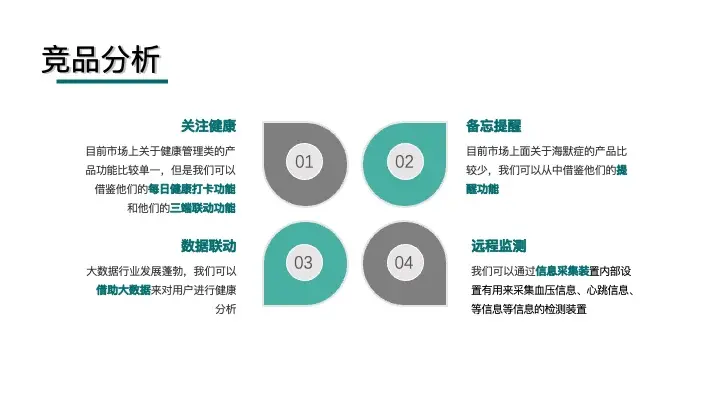 竞品分析
关注健康
目前市场上关于健康管理类的产
品功能比较单一，但是我们可以
借鉴他们的每日健康打卡功能
和他们的三端联动功能
01
02
备忘提醒
目前市场上面关于海默症的产品比
较少，我们可以从中借鉴他们的提
醒功能
数据联动
大数据行业发展蓬勃，我们可以
借助大数据来对用户进行健康
分析
03
04
远程监测
我们可以通过信息采集装置内部设
置有用来采集血压信息、心跳信息、
等信息等信息的检测装置